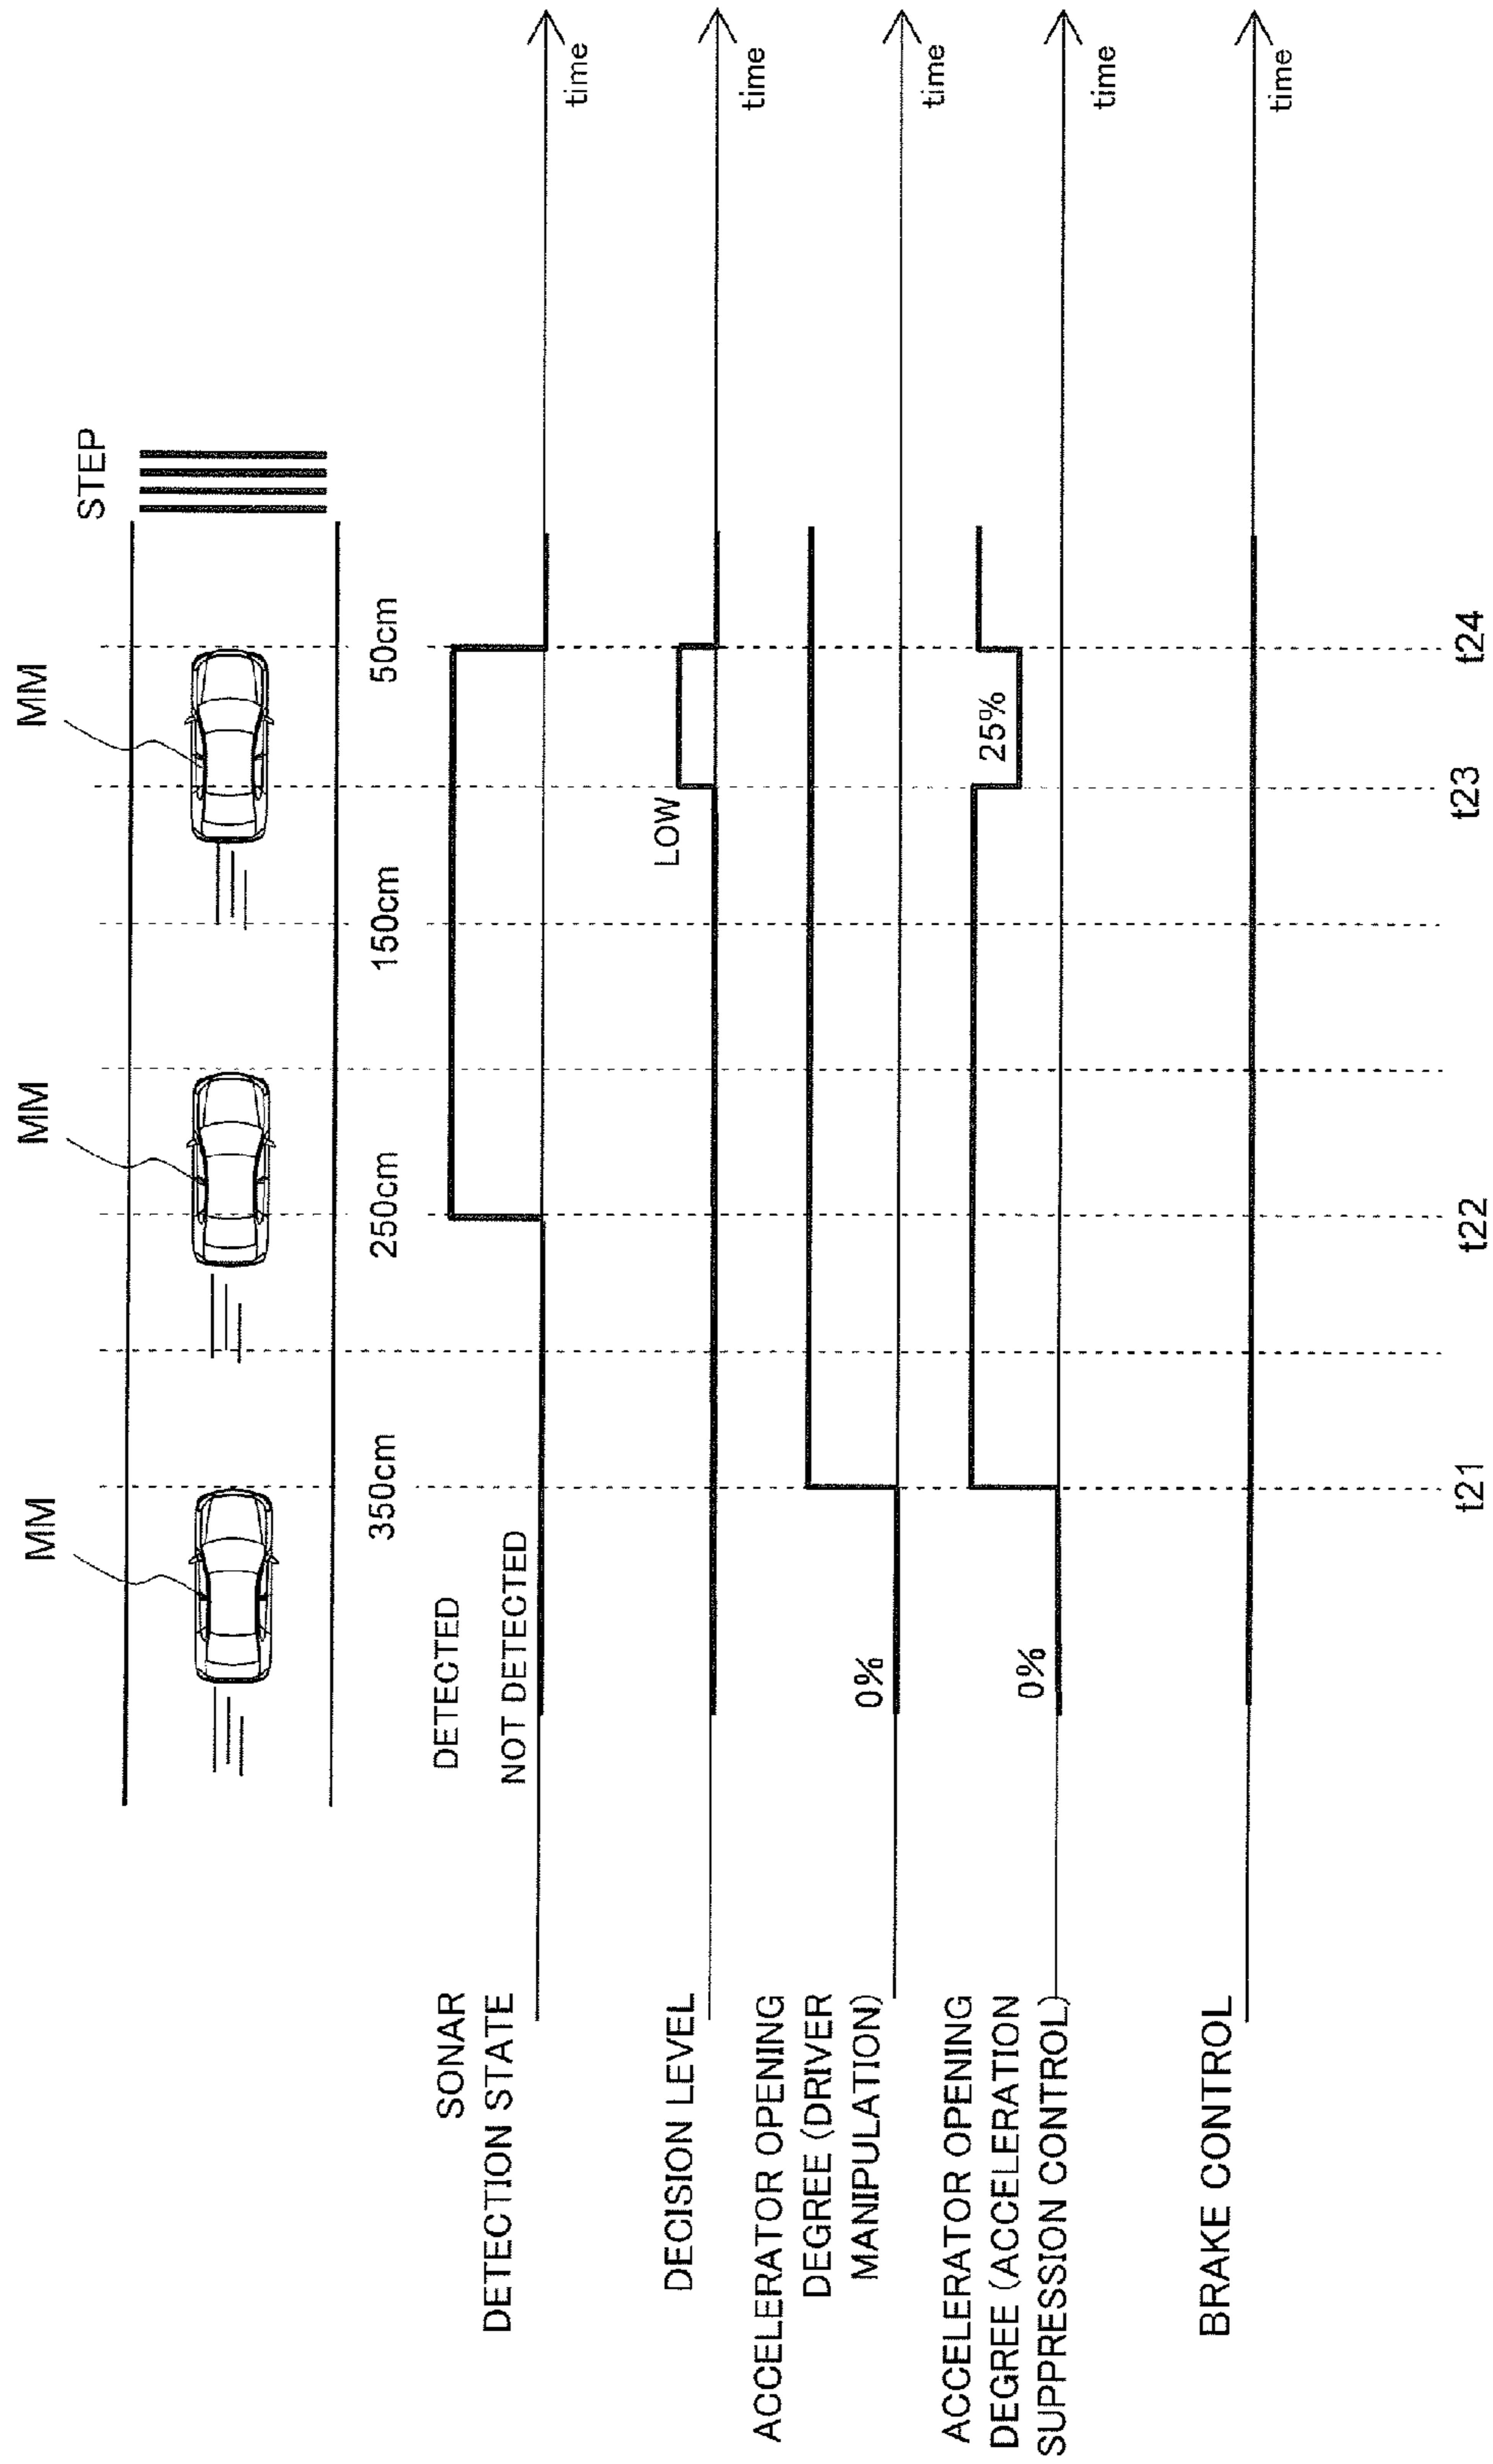 STEP
MM
MM
MM
350cm
250cm
150cm
50cm
SONAR
DETECTION STATE
DETECTED
NOT DETECTED
time
DECISION LEVEL
LOW
time
ACCELERATOR OPENING
DEGREE (DRIVER
MANIPULATION)
0%
time
ACCELERATOR OPENING
DEGREE (ACCELERATION
SUPPRESSION CONTROL)
0%
25%
time
BRAKE CONTROL
time
t21
t22
t23
t24